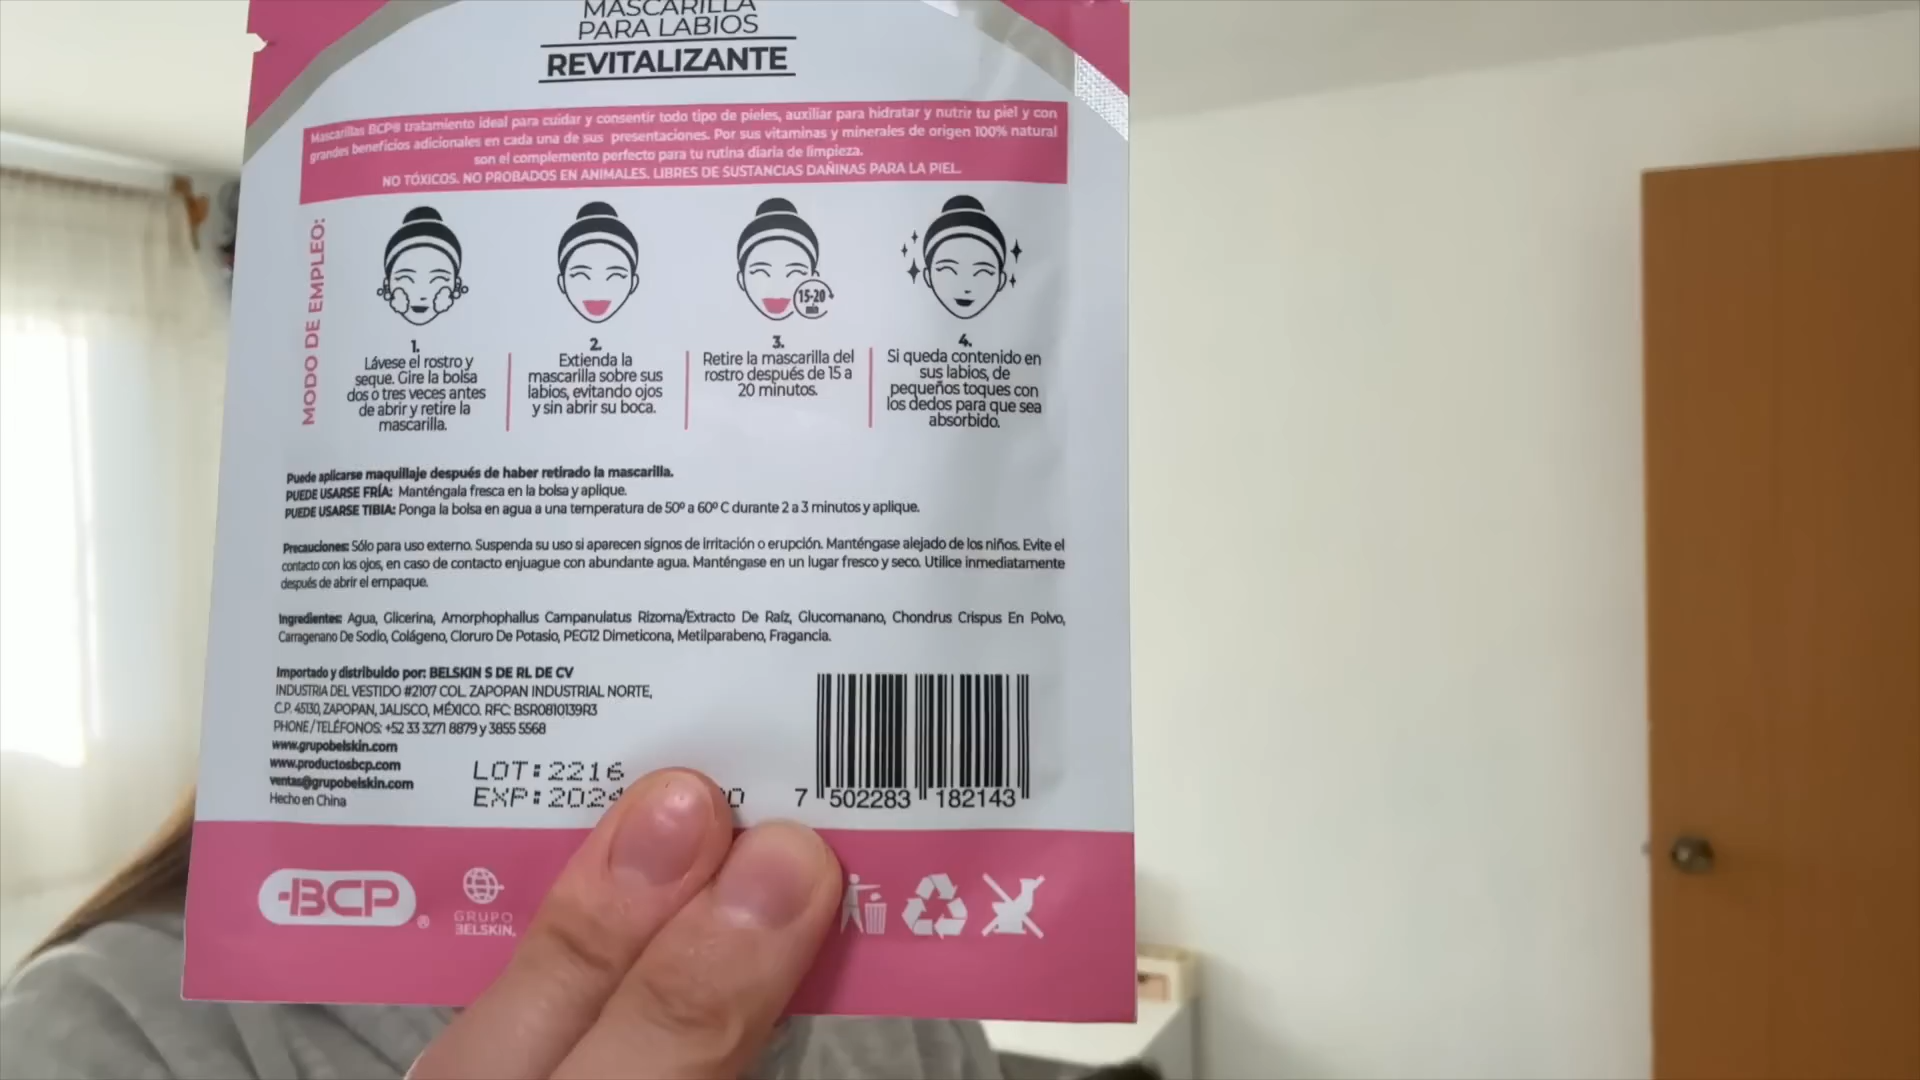 MASCARILLA
PARA LABIOS
REVITALIZANTE
Mascarillas BCP® tratamiento ideal para cuidar y consentir todo tipo de pieles, auxiliar para hidratar y nutrir tu piel y con
grandes beneficios adicionales en cada una de sus presentaciones. Por sus vitaminas y minerales de origen 100% natural
son el complemento perfecto para tu rutina diaria de limpieza.
NO TÓXICOS. NO PROBADOS EN ANIMALES. LIBRES DE SUSTANCIAS DAÑINAS PARA LA PIEL.
MODO DE EMPLEO:
1.
Lávese el rostro y
seque. Gire la bolsa
dos o tres veces antes
de abrir y retire la
mascarilla.
2.
Extienda la
mascarilla sobre sus
labios, evitando ojos
y sin abrir su boca.
15-20
min
3.
Retire la mascarilla del
rostro después de 15 a
20 minutos.
4.
Si queda contenido en
sus labios, de
pequeños toques con
los dedos para que sea
absorbido.
Puede aplicarse maquillaje después de haber retirado la mascarilla.
PUEDE USARSE FRÍA: Manténgala fresca en la bolsa y aplique.
PUEDE USARSE TIBIA: Ponga la bolsa en agua a una temperatura de 50º a 60º C durante 2 a 3 minutos y aplique.
Precauciones: Sólo para uso externo. Suspenda su uso si aparecen signos de irritación o erupción. Manténgase alejado de los niños. Evite el
contacto con los ojos, en caso de contacto enjuague con abundante agua. Manténgase en un lugar fresco y seco. Utilice inmediatamente
después de abrir el empaque.
Ingredientes: Agua, Glicerina, Amorphophallus Campanulatus Rizoma/Extracto De Raíz, Glucomanano, Chondrus Crispus En Polvo,
Carragenano De Sodio, Colágeno, Cloruro De Potasio, PEG12 Dimeticona, Metilparabeno, Fragancia.
Importado y distribuido por: BELSKIN S DE RL DE CV
INDUSTRIA DEL VESTIDO #2107 COL. ZAPOPAN INDUSTRIAL NORTE,
C.P. 45130, ZAPOPAN, JALISCO, MÉXICO. RFC: BSR0810139R3
PHONE/TELÉFONOS: +52 33 3271 8879 y 3855 5568
www.grupobelskin.com
www.productosbcp.com
ventas@grupobelskin.com
Hecho en China
LOT:2216
EXP:2024
7 502283 182143
BCP®
GRUPO
BELSKIN.